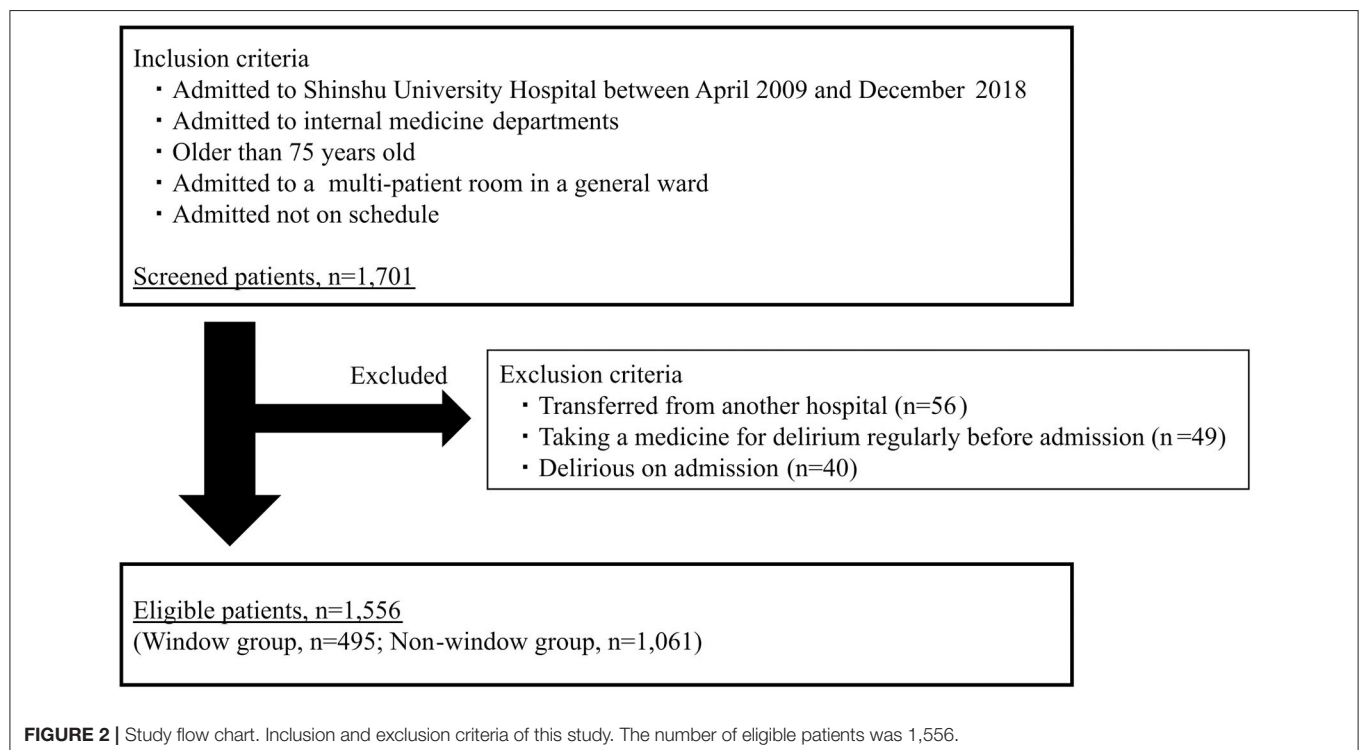 Inclusion criteria
・Admitted to Shinshu University Hospital between April 2009 and December 2018
・Admitted to internal medicine departments
・Older than 75 years old
・Admitted to a multi-patient room in a general ward
・Admitted not on schedule
Screened patients, n=1,701
Excluded
Exclusion criteria
・Transferred from another hospital (n=56)
・Taking a medicine for delirium regularly before admission (n=49)
・Delirious on admission (n=40)
Eligible patients, n=1,556
(Window group, n=495; Non-window group, n=1,061)
FIGURE 2 | Study flow chart. Inclusion and exclusion criteria of this study. The number of eligible patients was 1,556.